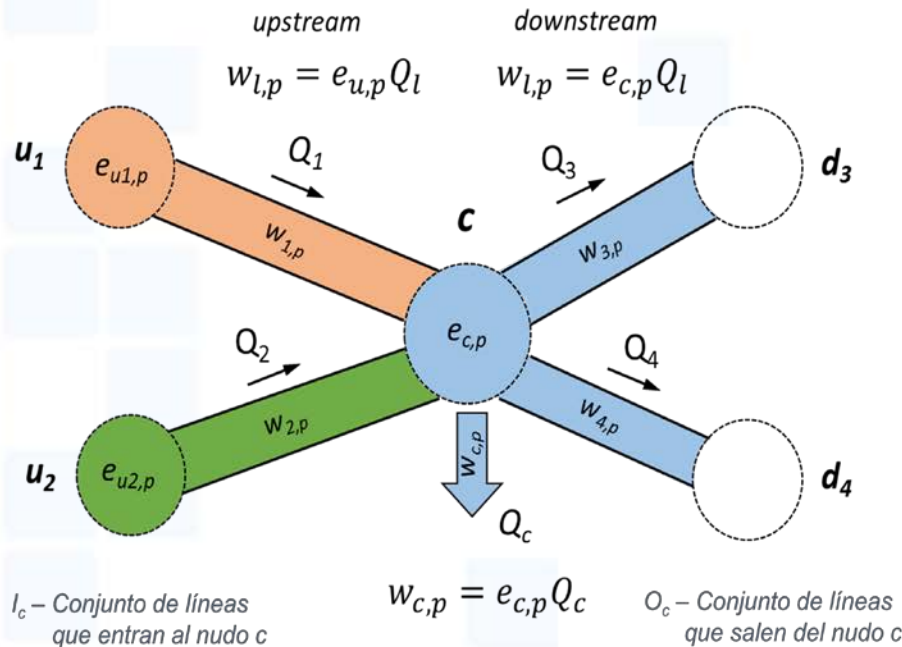 upstream
downstream
w_{l,p} = e_{u,p}Q_l
w_{l,p} = e_{c,p}Q_l
u_1
e_{u1,p}
Q_1
w_{1,p}
c
Q_3
w_{3,p}
d_3
e_{c,p}
u_2
e_{u2,p}
Q_2
w_{2,p}
Q_4
w_{4,p}
d_4
w_{c,p}
Q_c
w_{c,p} = e_{c,p}Q_c
I_c – Conjunto de líneas
que entran al nudo c
O_c – Conjunto de líneas
que salen del nudo c